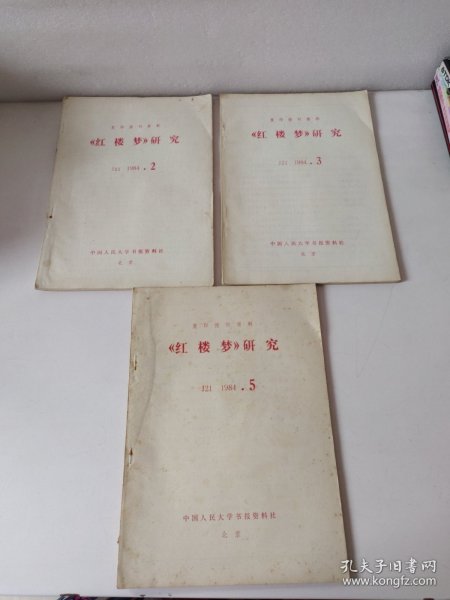 复印报刊资料
《红楼梦》研究
J21 1984.2
中国人民大学书报资料社
北京
复印报刊资料
《红楼梦》研究
J21 1984.3
中国人民大学书报资料社
北京
复印报刊资料
《红楼梦》研究
J21 1984.5
中国人民大学书报资料社
北京
孔夫子旧书网
www.kongfz.com